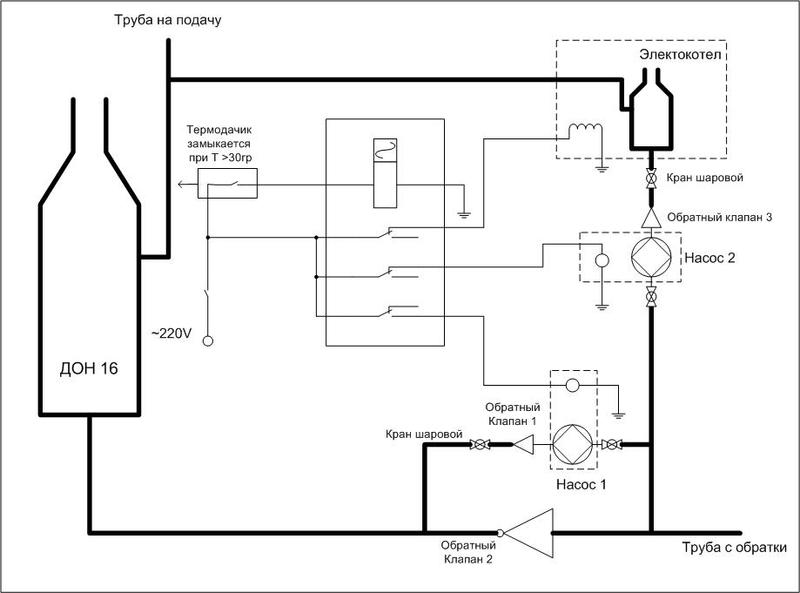 Труба на подачу
Электокотел
Термодачик
замыкается
при Т >30гр
Кран шаровой
Обратный клапан 3
Насос 2
~220V
ДОН 16
Обратный
Клапан 1
Кран шаровой
Насос 1
Обратный
Клапан 2
Труба с обратки